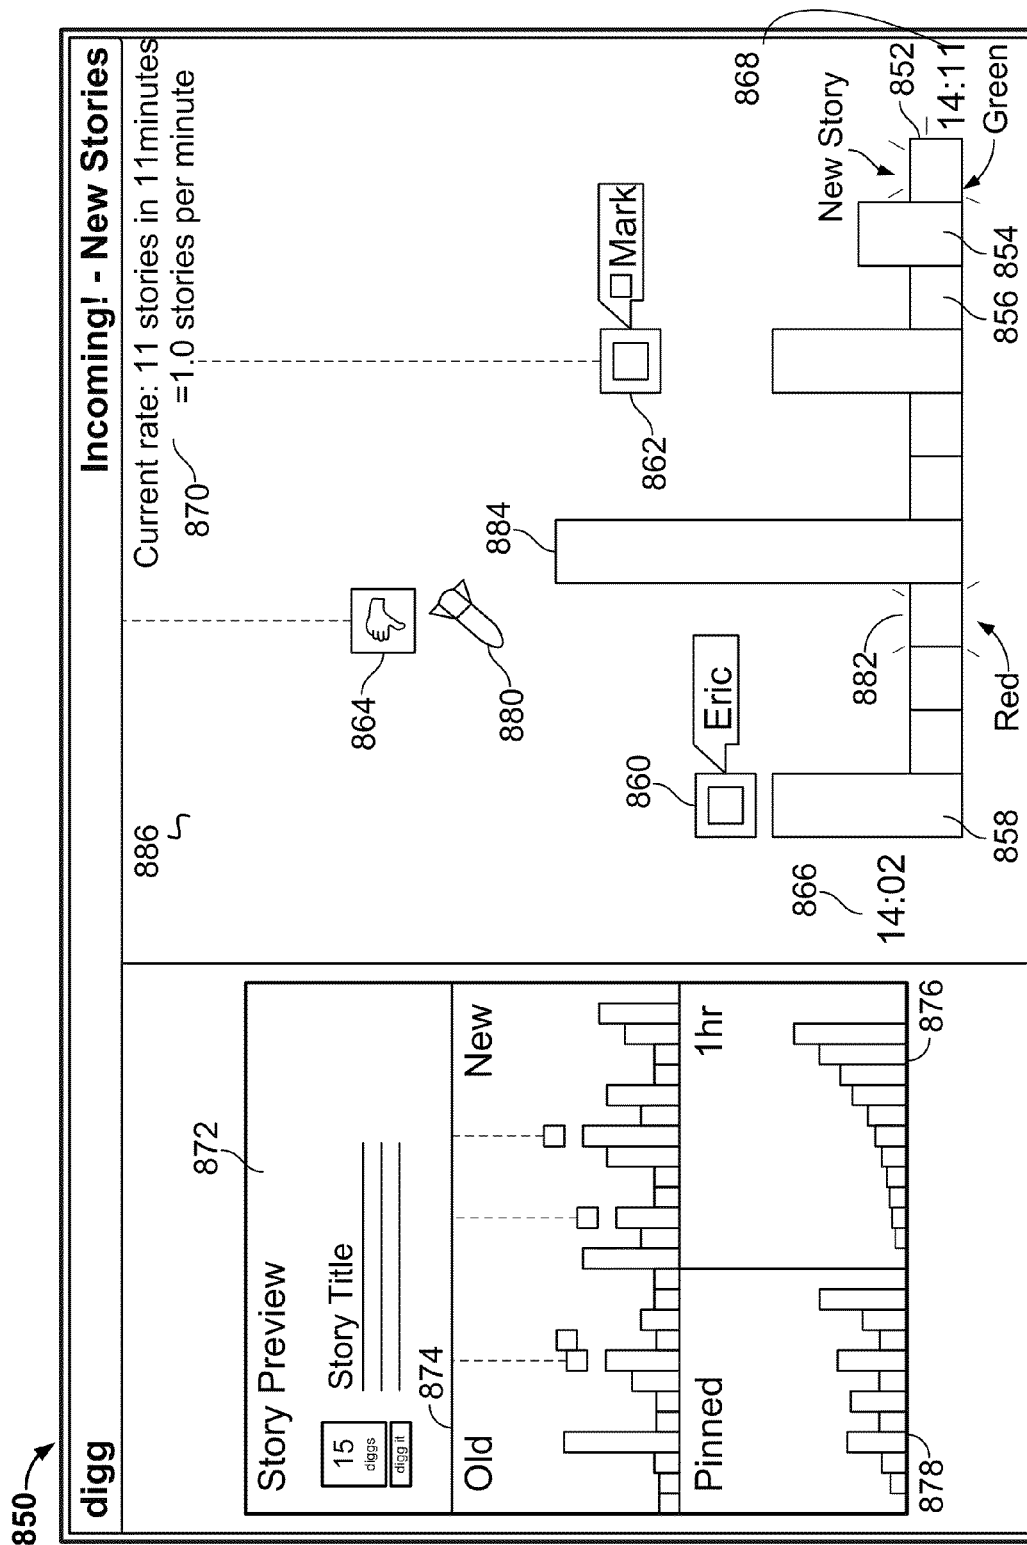 850
digg
Incoming! - New Stories
Story Preview
872
15
diggs
digg it
Story Title
874
Old
New
Pinned
1hr
878
876
886
Current rate: 11 stories in 11minutes
=1.0 stories per minute
870
864
880
884
862
Mark
860
Eric
866
14:02
882
Red
858
856
854
New Story
852
868
14:11
Green